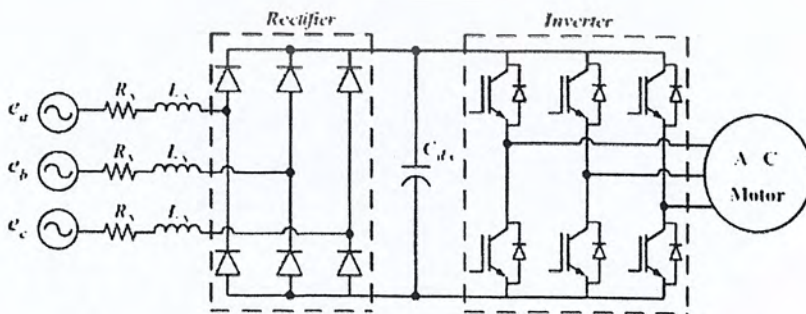 Rectifier
Inverter
e_a
R_s
L_s
e_b
R_s
L_s
e_c
R_s
L_s
C_dc
A C
Motor